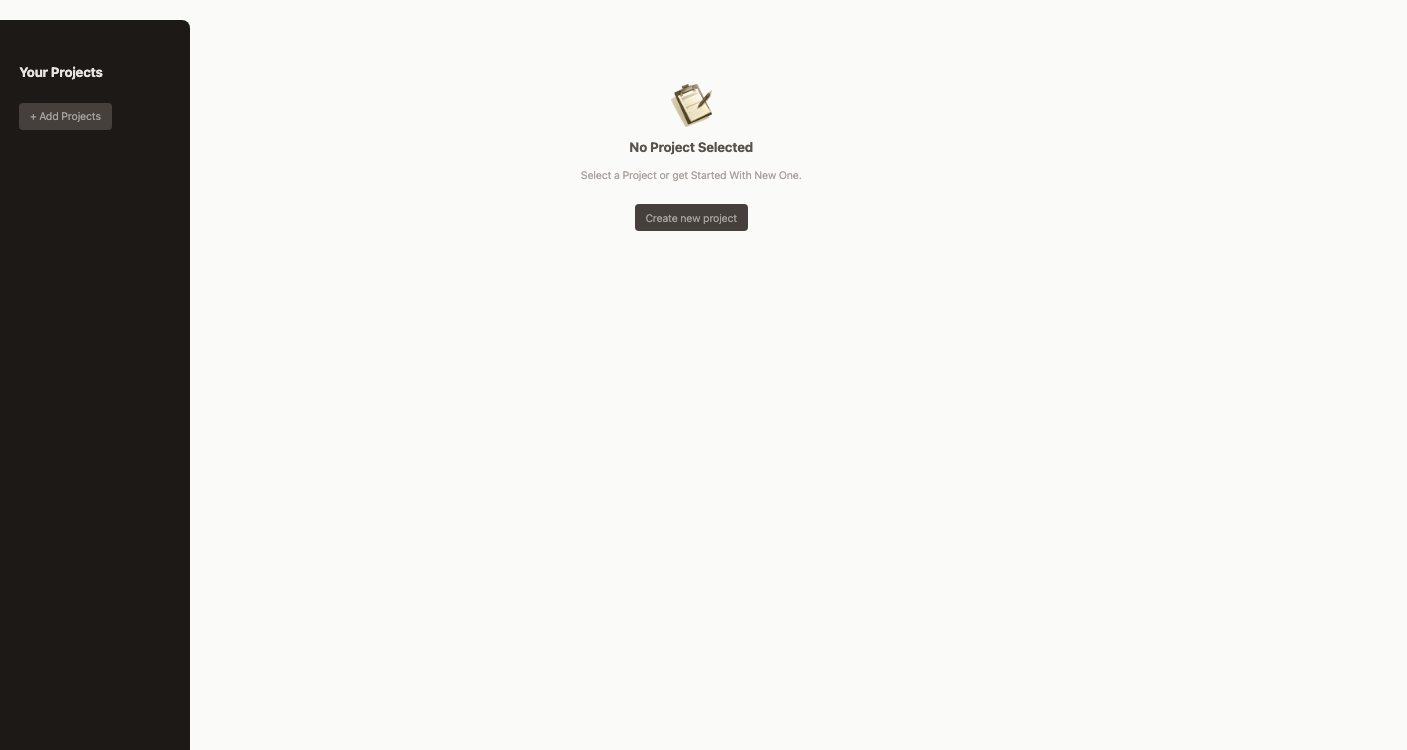 Your Projects
+ Add Projects
No Project Selected
Select a Project or get Started With New One.
Create new project